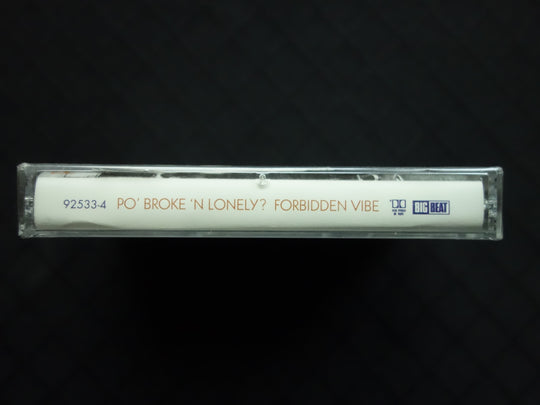 92533-4 PO' BROKE 'N LONELY? FORBIDDEN VIBE BIG BEAT